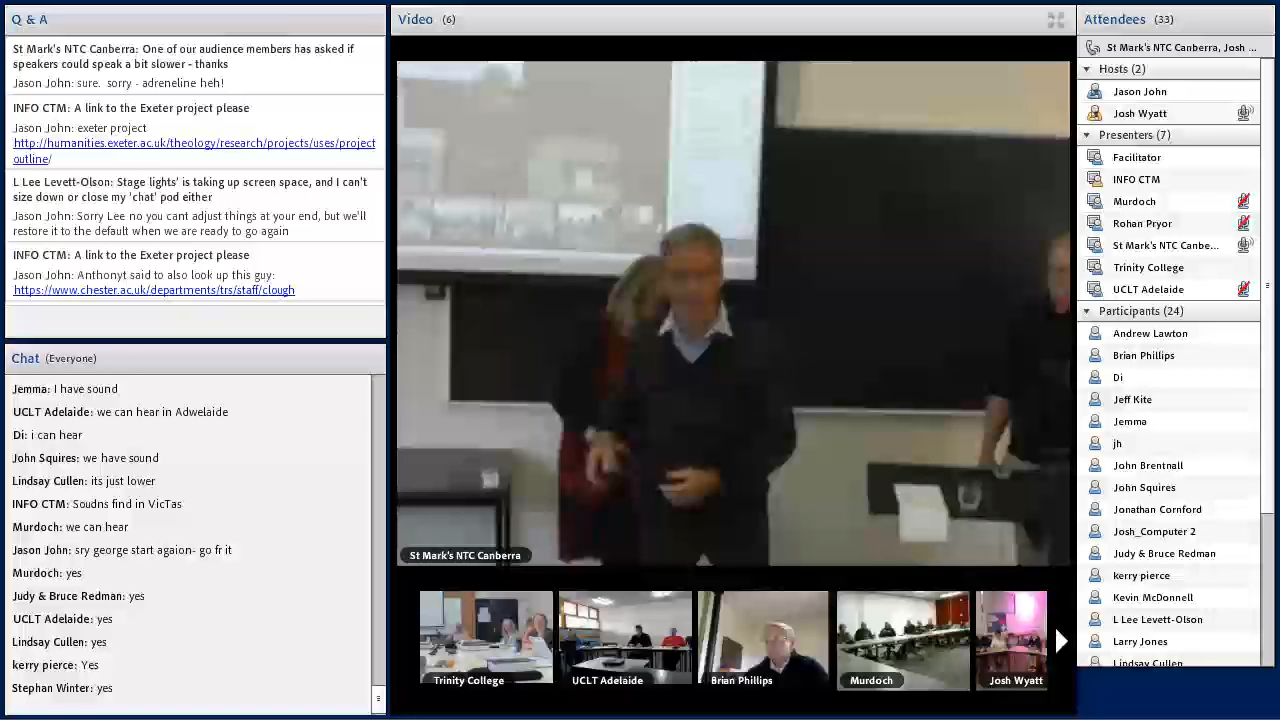 Q & A
St Mark's NTC Canberra: One of our audience members has asked if
speakers could speak a bit slower - thanks
Jason John: sure.  sorry - adreneline heh!
INFO CTM: A link to the Exeter project please
Jason John: exeter project
http://humanities.exeter.ac.uk/theology/research/projects/uses/project
outline/
L Lee Levett-Olson: Stage lights' is taking up screen space, and I can't
size down or close my 'chat' pod either
Jason John: Sorry Lee no you cant adjust things at your end, but we'll
restore it to the default when we are ready to go again
INFO CTM: A link to the Exeter project please
Jason John: Anthonyt said to also look up this guy:
https://www.chester.ac.uk/departments/trs/staff/clough
Chat (Everyone)
Jemma: I have sound
UCLT Adelaide: we can hear in Adwelaide
Di: i can hear
John Squires: we have sound
Lindsay Cullen: its just lower
INFO CTM: Soudns find in VicTas
Murdoch: we can hear
Jason John: sry george start agaion- go fr it
Murdoch: yes
Judy & Bruce Redman: yes
UCLT Adelaide: yes
Lindsay Cullen: yes
kerry pierce: Yes
Stephan Winter: yes
Video (6)
St Mark's NTC Canberra
Trinity College
UCLT Adelaide
Brian Phillips
Murdoch
Josh Wyatt
Attendees (33)
St Mark's NTC Canberra, Josh ...
Hosts (2)
Jason John
Josh Wyatt
Presenters (7)
Facilitator
INFO CTM
Murdoch
Rohan Pryor
St Mark's NTC Canbe...
Trinity College
UCLT Adelaide
Participants (24)
Andrew Lawton
Brian Phillips
Di
Jeff Kite
Jemma
jh
John Brentnall
John Squires
Jonathan Cornford
Josh_Computer 2
Judy & Bruce Redman
kerry pierce
Kevin McDonnell
L Lee Levett-Olson
Larry Jones
Lindsay Cullen